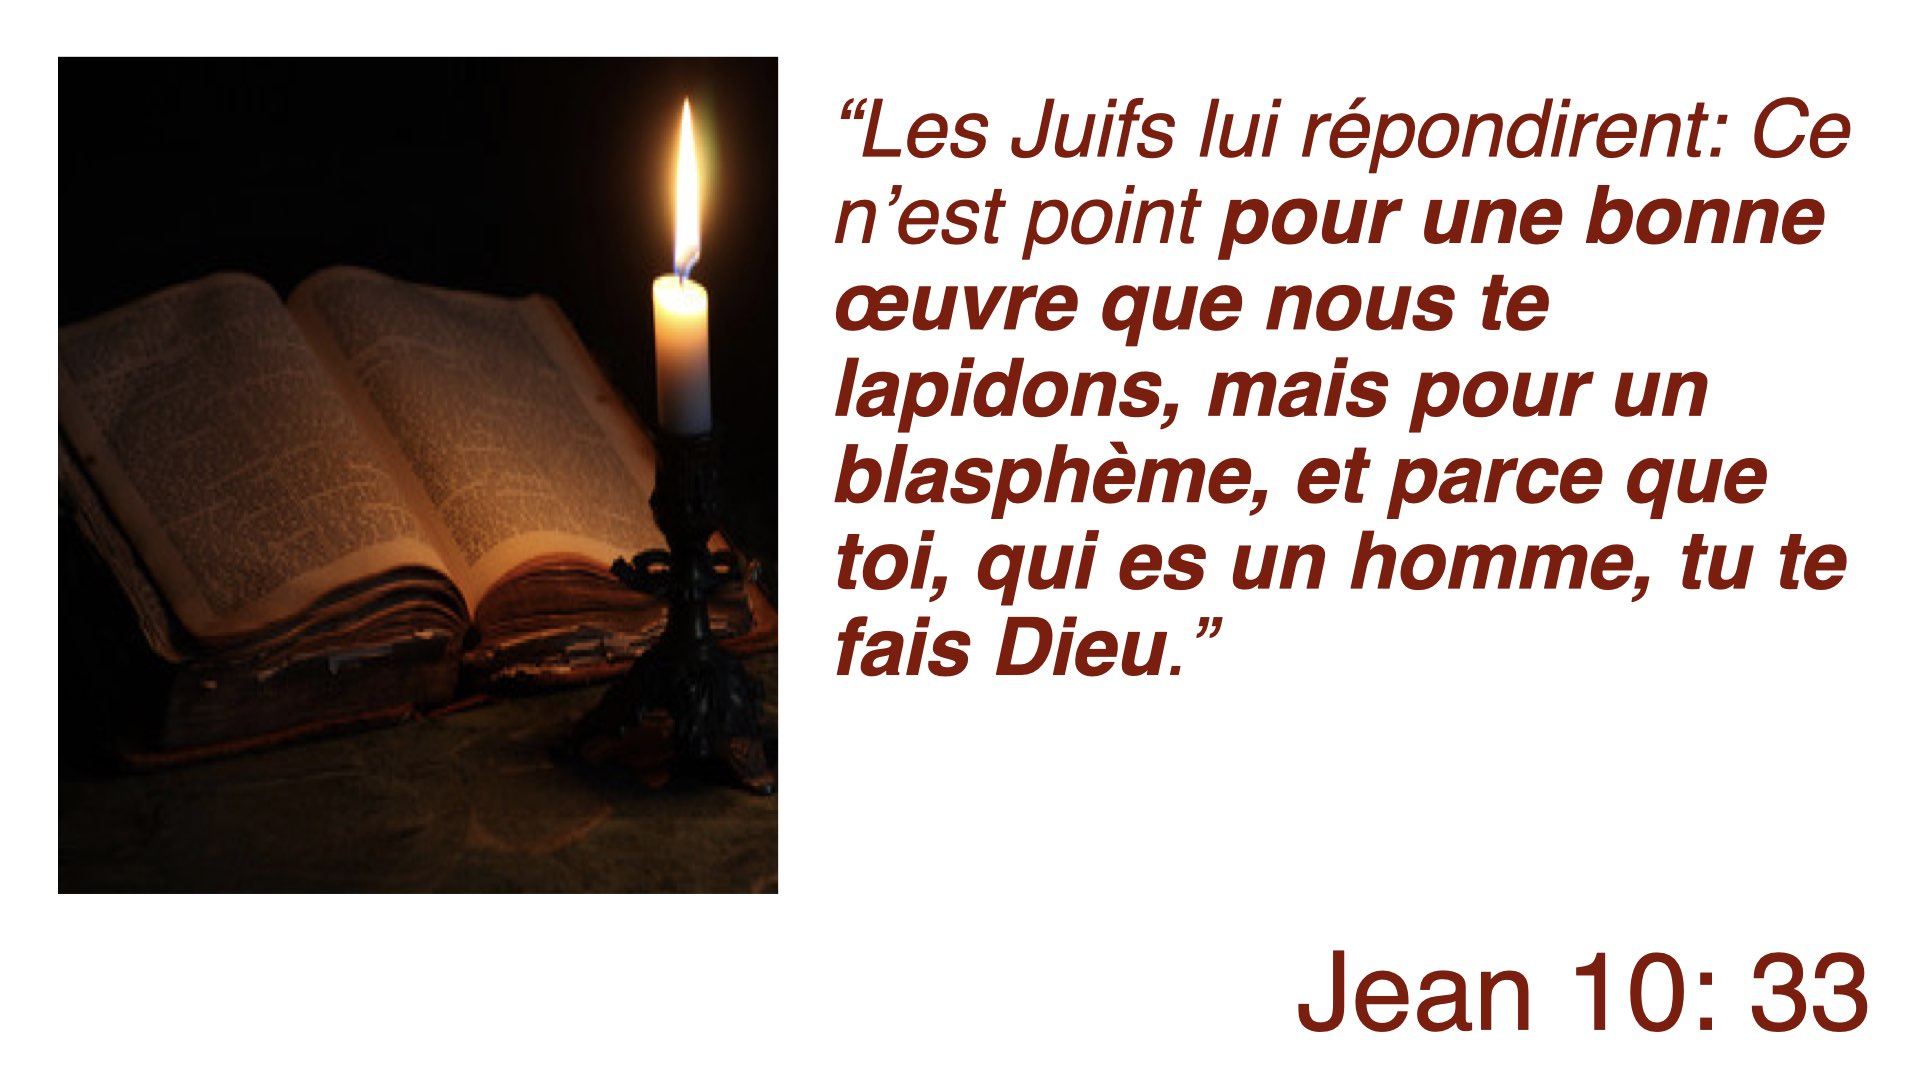 “Les Juifs lui répondirent: Ce
n’est point pour une bonne
œuvre que nous te
lapidons, mais pour un
blasphème, et parce que
toi, qui es un homme, tu te
fais Dieu.”
Jean 10: 33